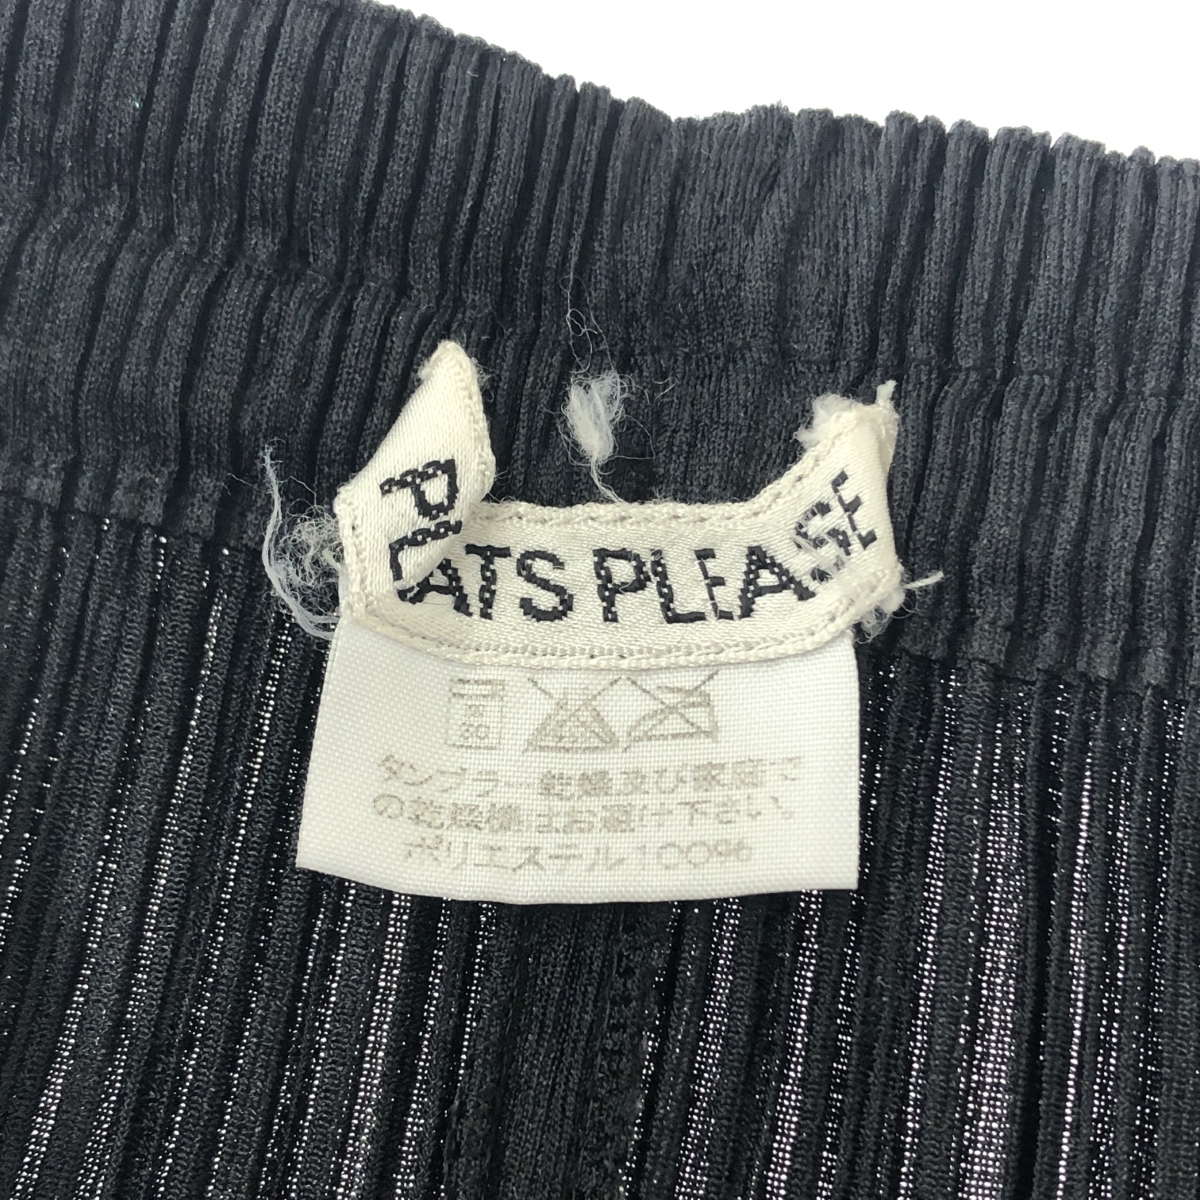 PLEATS PLEASE
タンブラー乾燥及び家庭で
の乾燥機はお避け下さい。
ポリエステル100%